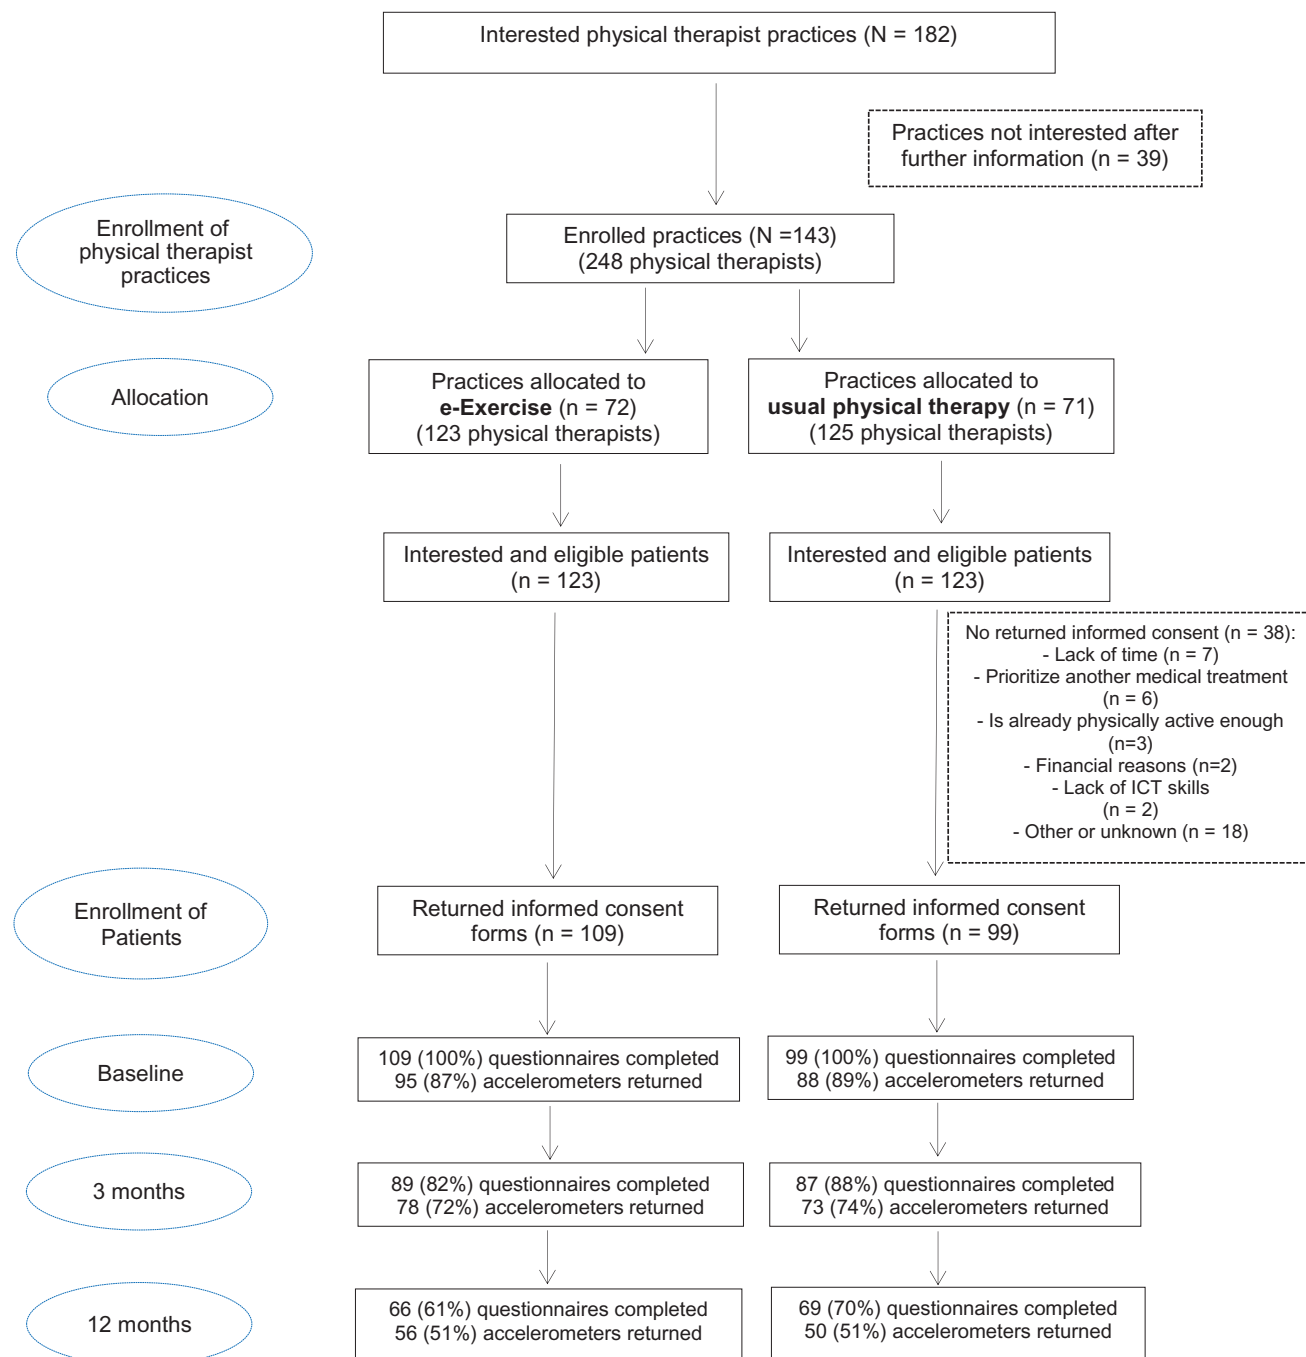 Interested physical therapist practices (N = 182)
Practices not interested after
further information (n = 39)
Enrollment of
physical therapist
practices
Enrolled practices (N =143)
(248 physical therapists)
Allocation
Practices allocated to
e-Exercise (n = 72)
(123 physical therapists)
Practices allocated to
usual physical therapy (n = 71)
(125 physical therapists)
Interested and eligible patients
(n = 123)
Interested and eligible patients
(n = 123)
No returned informed consent (n = 38):
- Lack of time (n = 7)
- Prioritize another medical treatment
(n = 6)
- Is already physically active enough
(n=3)
- Financial reasons (n=2)
- Lack of ICT skills
(n = 2)
- Other or unknown (n = 18)
Enrollment of
Patients
Returned informed consent
forms (n = 109)
Returned informed consent
forms (n = 99)
Baseline
109 (100%) questionnaires completed
95 (87%) accelerometers returned
99 (100%) questionnaires completed
88 (89%) accelerometers returned
3 months
89 (82%) questionnaires completed
78 (72%) accelerometers returned
87 (88%) questionnaires completed
73 (74%) accelerometers returned
12 months
66 (61%) questionnaires completed
56 (51%) accelerometers returned
69 (70%) questionnaires completed
50 (51%) accelerometers returned